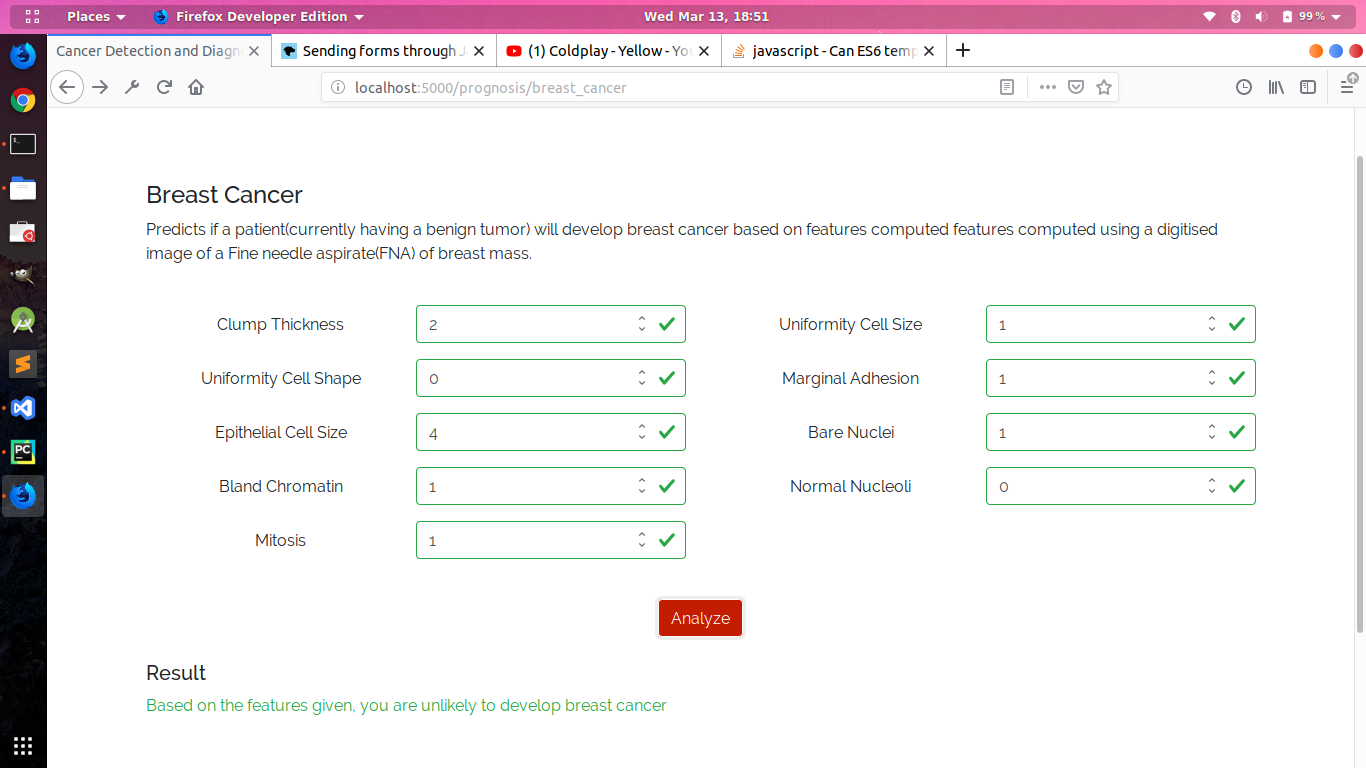 Places Firefox Developer Edition Wed Mar 13, 18:51 99 %
Cancer Detection and Diagn Sending forms through J (1) Coldplay - Yellow - You javascript - Can ES6 temp
localhost:5000/prognosis/breast_cancer
Breast Cancer
Predicts if a patient(currently having a benign tumor) will develop breast cancer based on features computed features computed using a digitised
image of a Fine needle aspirate(FNA) of breast mass.
Clump Thickness 2 Uniformity Cell Size 1
Uniformity Cell Shape 0 Marginal Adhesion 1
Epithelial Cell Size 4 Bare Nuclei 1
Bland Chromatin 1 Normal Nucleoli 0
Mitosis 1
Analyze
Result
Based on the features given, you are unlikely to develop breast cancer
PC